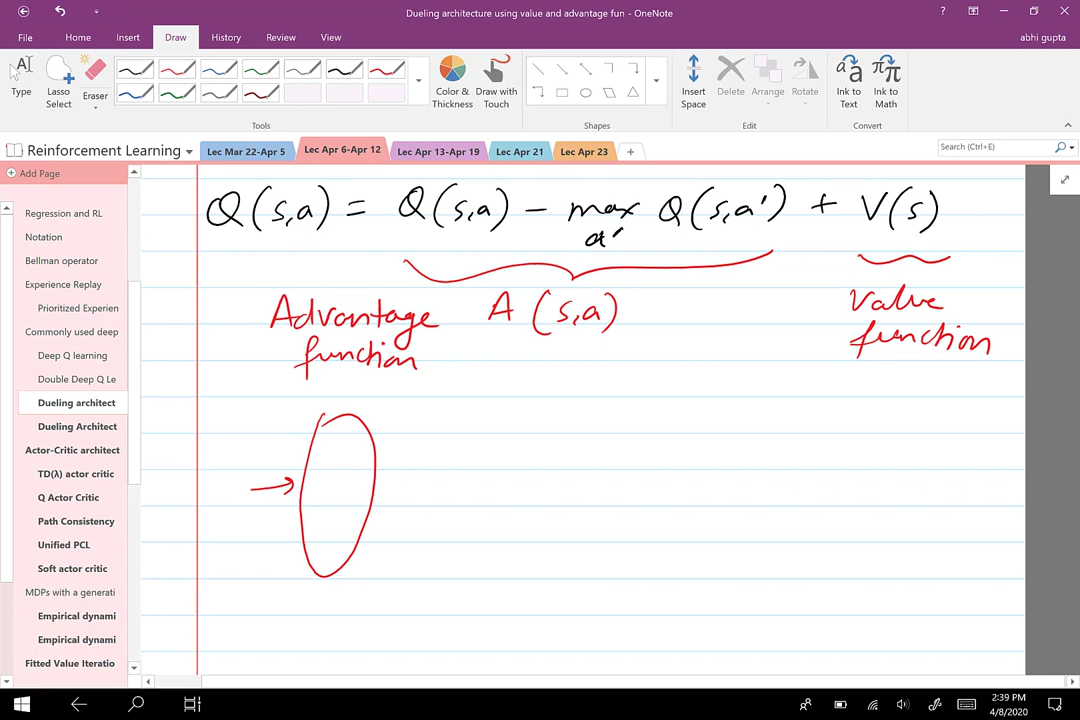 Dueling architecture using value and advantage fun - OneNote
File Home Insert Draw History Review View
abhi gupta
Type
Lasso Select
Eraser
Color & Thickness
Draw with Touch
Insert Space
Delete
Arrange
Rotate
Ink to Text
Ink to Math
Tools
Shapes
Edit
Convert
Reinforcement Learning
Lec Mar 22-Apr 5
Lec Apr 6-Apr 12
Lec Apr 13-Apr 19
Lec Apr 21
Lec Apr 23
Search (Ctrl+E)
Add Page
Regression and RL
Notation
Bellman operator
Experience Replay
Prioritized Experien
Commonly used deep
Deep Q learning
Double Deep Q Le
Dueling architect
Dueling Architect
Actor-Critic architect
TD(λ) actor critic
Q Actor Critic
Path Consistency
Unified PCL
Soft actor critic
MDPs with a generati
Empirical dynami
Empirical dynami
Fitted Value Iteratio
Q(s,a) = Q(s,a) - max Q(s,a') + V(s)
a'
Advantage function
A(s,a)
Value function
2:39 PM
4/8/2020